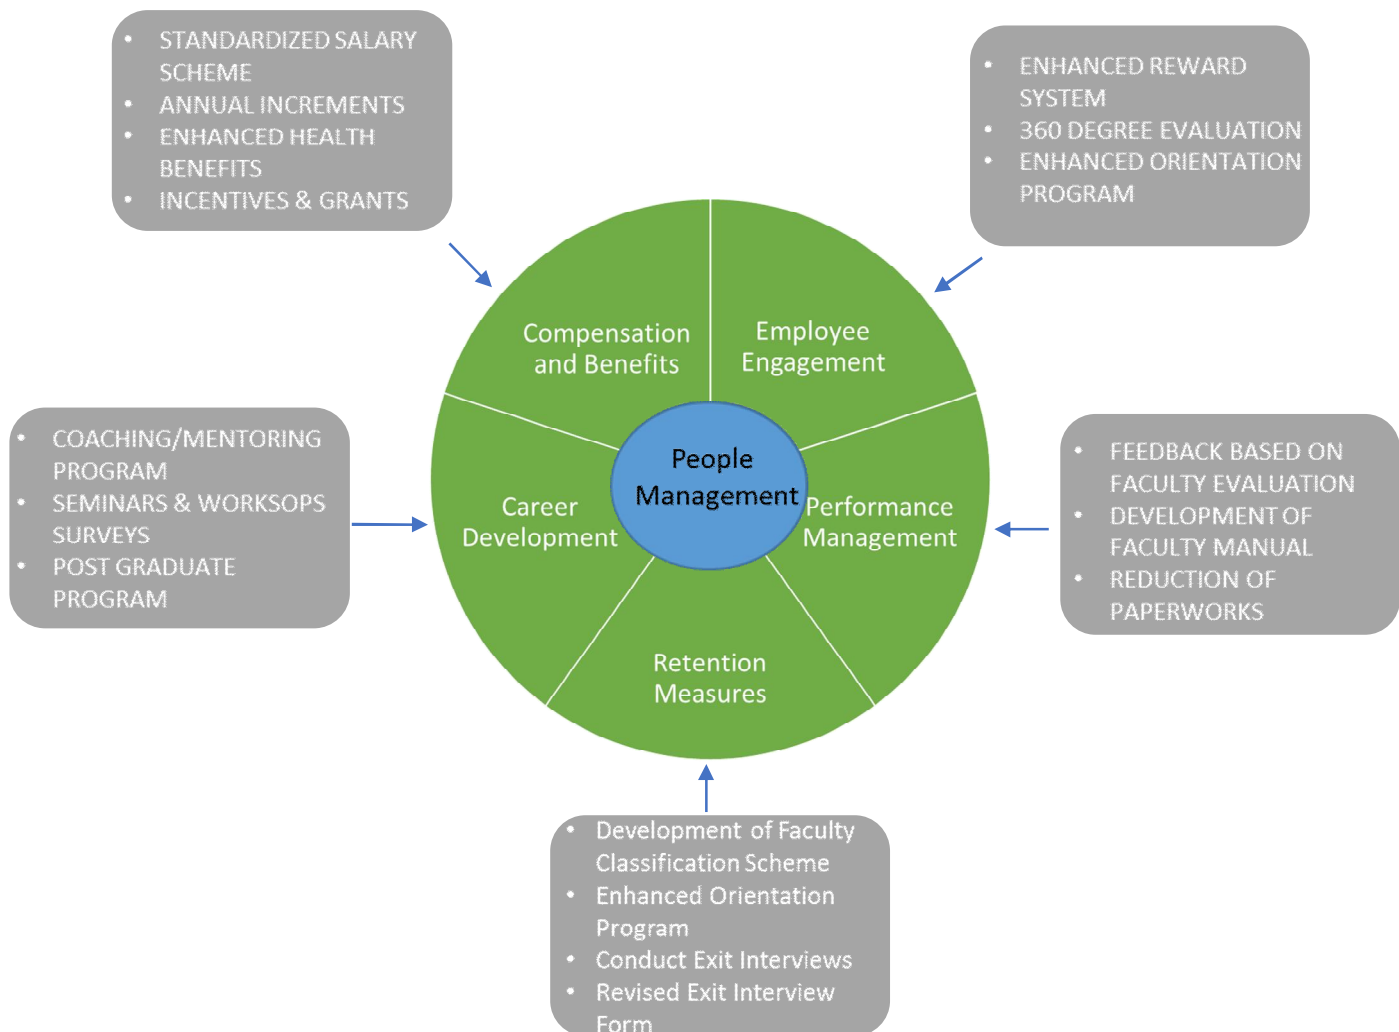 • STANDARDIZED SALARY
SCHEME
• ANNUAL INCREMENTS
• ENHANCED HEALTH
BENEFITS
• INCENTIVES & GRANTS
• ENHANCED REWARD
SYSTEM
• 360 DEGREE EVALUATION
• ENHANCED ORIENTATION
PROGRAM
Compensation
and Benefits
Employee
Engagement
• COACHING/MENTORING
PROGRAM
• SEMINARS & WORKSOPS
SURVEYS
• POST GRADUATE
PROGRAM
Career
Development
People
Management
Performance
Management
• FEEDBACK BASED ON
FACULTY EVALUATION
• DEVELOPMENT OF
FACULTY MANUAL
• REDUCTION OF
PAPERWORKS
Retention
Measures
• Development of Faculty
Classification Scheme
• Enhanced Orientation
Program
• Conduct Exit Interviews
• Revised Exit Interview
Form